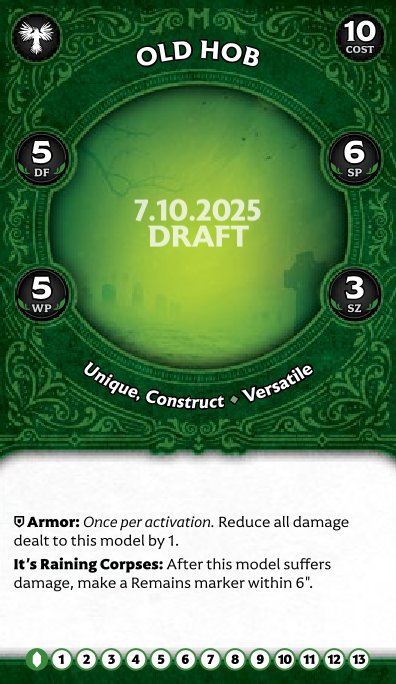 10
COST
OLD HOB
5
DF
6
SP
7.10.2025
DRAFT
5
WP
3
SZ
Unique, Construct ◆ Versatile
Armor: Once per activation. Reduce all damage
dealt to this model by 1.
It's Raining Corpses: After this model suffers
damage, make a Remains marker within 6".
1 2 3 4 5 6 7 8 9 10 11 12 13